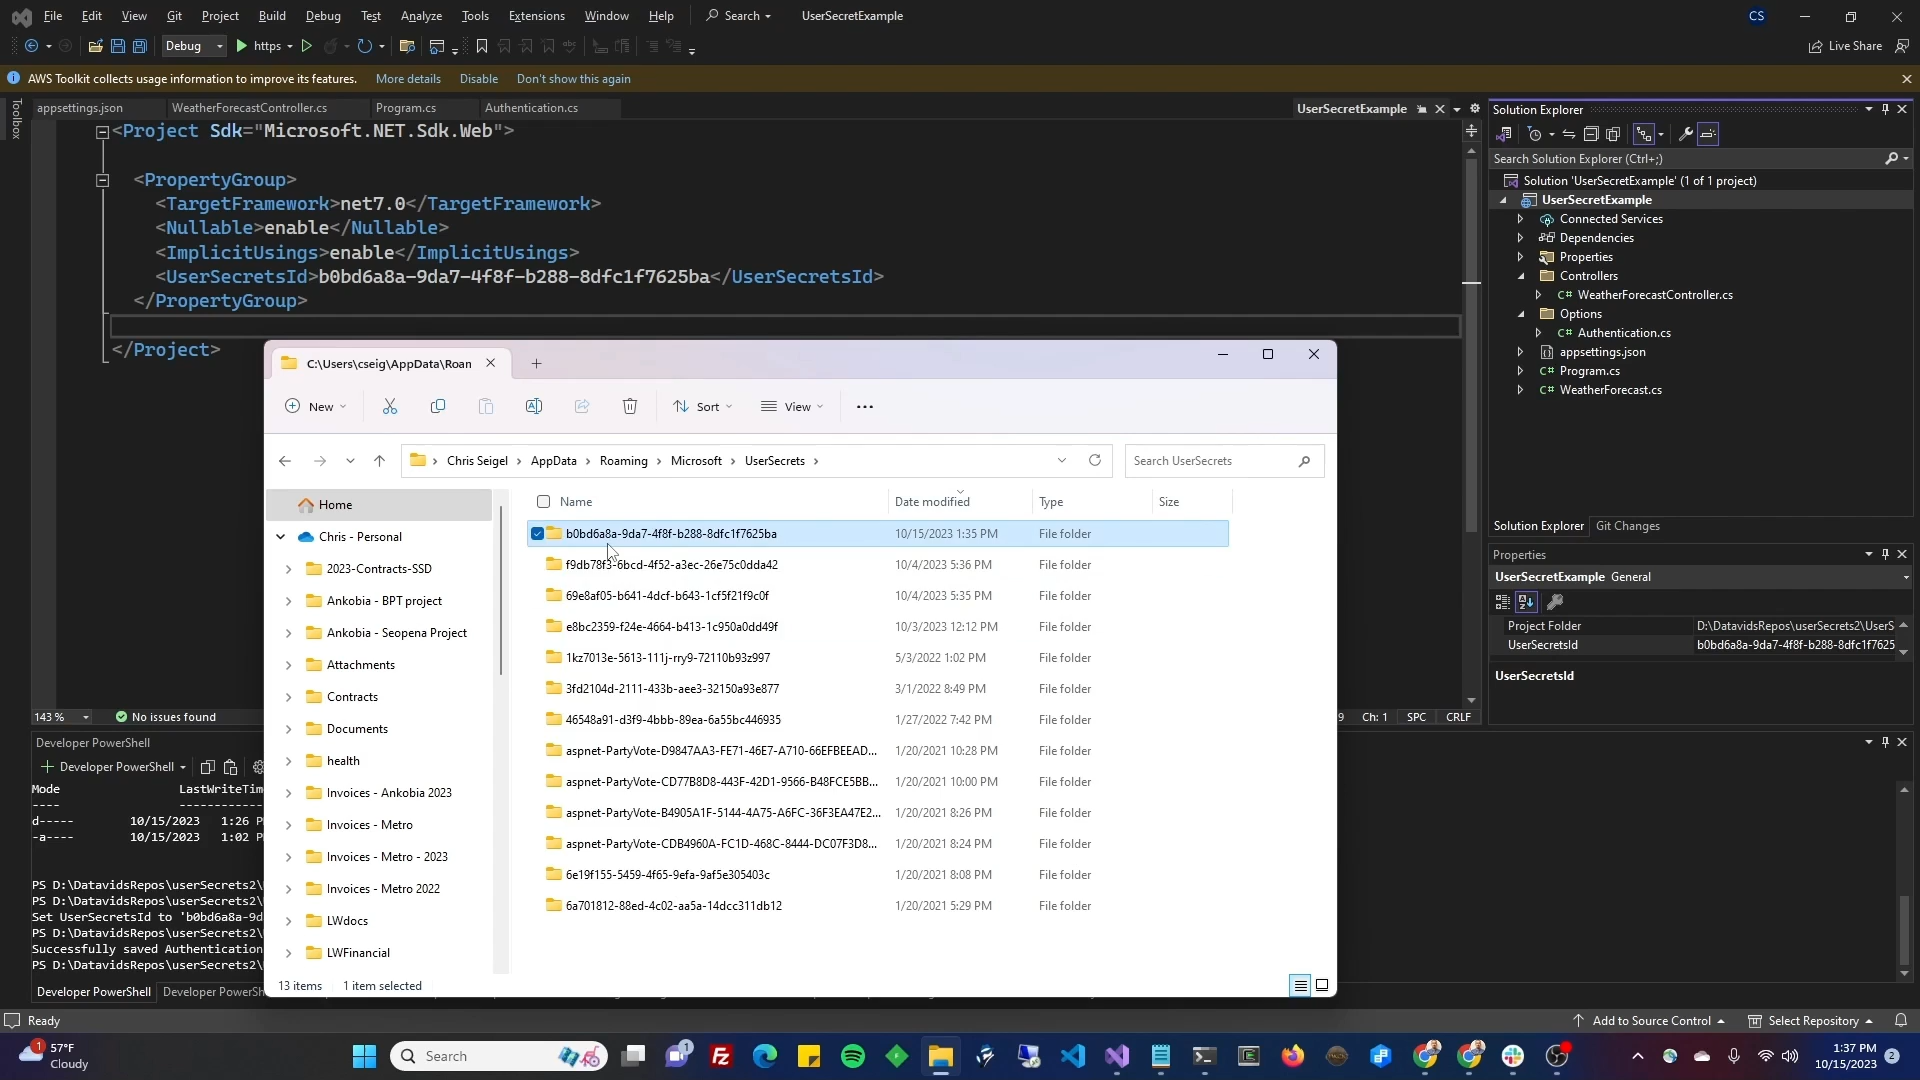 File Edit View Git Project Build Debug Test Analyze Tools Extensions Window Help Search UserSecretExample CS
Debug https Live Share
AWS Toolkit collects usage information to improve its features. More details Disable Don't show this again
Toolbox
appsettings.json WeatherForecastController.cs Program.cs Authentication.cs UserSecretExample
<Project Sdk="Microsoft.NET.Sdk.Web">
<PropertyGroup>
<TargetFramework>net7.0</TargetFramework>
<Nullable>enable</Nullable>
<ImplicitUsings>enable</ImplicitUsings>
<UserSecretsId>b0bd6a8a-9da7-4f8f-b288-8dfc1f7625ba</UserSecretsId>
</PropertyGroup>
</Project>
143 % No issues found
9 Ch: 1 SPC CRLF
Solution Explorer
Search Solution Explorer (Ctrl+;)
Solution 'UserSecretExample' (1 of 1 project)
UserSecretExample
Connected Services
Dependencies
Properties
Controllers
C# WeatherForecastController.cs
Options
C# Authentication.cs
appsettings.json
C# Program.cs
C# WeatherForecast.cs
Solution Explorer Git Changes
Properties
UserSecretExample General
Project Folder D:\DatavidsRepos\userSecrets2\UserS
UserSecretsId b0bd6a8a-9da7-4f8f-b288-8dfc1f7625
UserSecretsId
C:\Users\cseig\AppData\Roan
New Sort View
Chris Seigel AppData Roaming Microsoft UserSecrets Search UserSecrets
Home
Chris - Personal
2023-Contracts-SSD
Ankobia - BPT project
Ankobia - Seopena Project
Attachments
Contracts
Documents
health
Invoices - Ankobia 2023
Invoices - Metro
Invoices - Metro - 2023
Invoices - Metro 2022
LWdocs
LWFinancial
Name Date modified Type Size
b0bd6a8a-9da7-4f8f-b288-8dfc1f7625ba 10/15/2023 1:35 PM File folder
f9db78f3-6bcd-4f52-a3ec-26e75c0dda42 10/4/2023 5:36 PM File folder
69e8af05-b641-4dcf-b643-1cf5f21f9c0f 10/4/2023 5:35 PM File folder
e8bc2359-f24e-4664-b413-1c950a0dd49f 10/3/2023 12:12 PM File folder
1kz7013e-5613-111j-rry9-72110b93z997 5/3/2022 1:02 PM File folder
3fd2104d-2111-433b-aee3-32150a93e877 3/1/2022 8:49 PM File folder
46548a91-d3f9-4bbb-89ea-6a55bc446935 1/27/2022 7:42 PM File folder
aspnet-PartyVote-D9847AA3-FE71-46E7-A710-66EFBEEAD... 1/20/2021 10:28 PM File folder
aspnet-PartyVote-CD77B8D8-443F-42D1-9566-B48FCE5BB... 1/20/2021 10:00 PM File folder
aspnet-PartyVote-B4905A1F-5144-4A75-A6FC-36F3EA47E2... 1/20/2021 8:26 PM File folder
aspnet-PartyVote-CDB4960A-FC1D-468C-8444-DC07F3D8... 1/20/2021 8:24 PM File folder
6e19f155-5459-4f65-9efa-9af5e305403c 1/20/2021 8:08 PM File folder
6a701812-88ed-4c02-aa5a-14dcc311db12 1/20/2021 5:29 PM File folder
13 items 1 item selected
Developer PowerShell
Developer PowerShell
Mode LastWriteTim
---- ------------
d----- 10/15/2023 1:26 P
-a---- 10/15/2023 1:02 P
PS D:\DatavidsRepos\userSecrets2\
PS D:\DatavidsRepos\userSecrets2\
Set UserSecretsId to 'b0bd6a8a-9d
PS D:\DatavidsRepos\userSecrets2\
Successfully saved Authentication
PS D:\DatavidsRepos\userSecrets2\
Developer PowerShell Developer PowerSh
Ready Add to Source Control Select Repository
1 57°F
Cloudy
Search
1
1:37 PM
10/15/2023 2